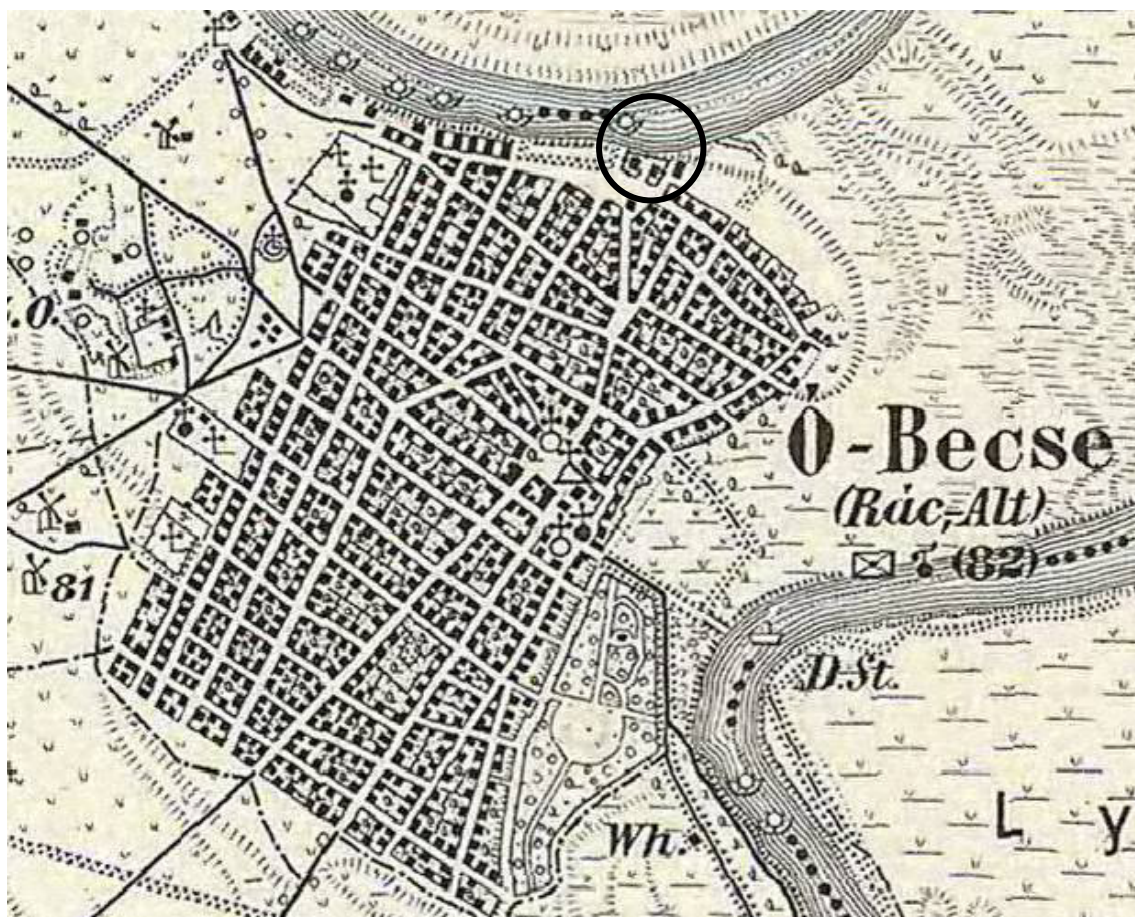 . O.
Ó-Becse
(Rác, Alt)
(82)
81
D.St.
Wh.
L y